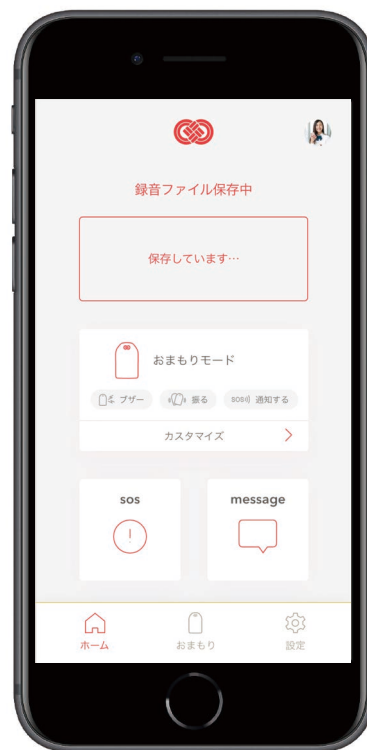 録音ファイル保存中
保存しています…
おまもりモード
ブザー
振る
SOS 通知する
カスタマイズ
sos
message
ホーム
おまもり
設定